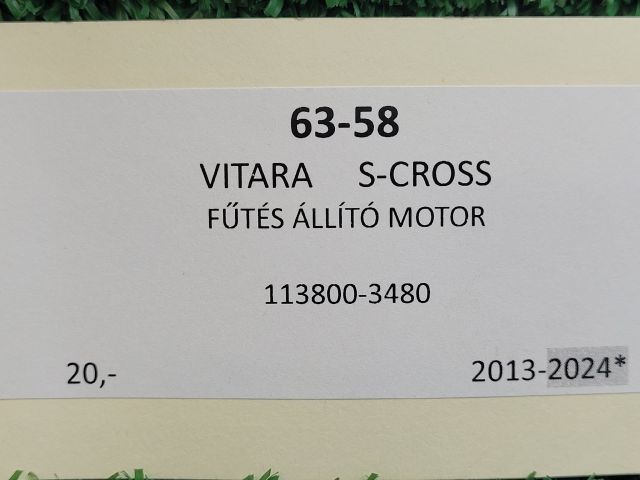 63-58
VITARA S-CROSS
FŰTÉS ÁLLÍTÓ MOTOR
113800-3480
20,- 2013-2024*